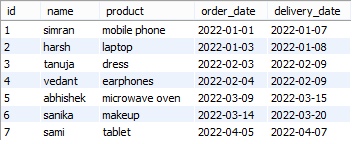 id name product order_date delivery_date
1 simran mobile phone 2022-01-01 2022-01-07
2 harsh laptop 2022-01-03 2022-01-08
3 tanuja dress 2022-02-03 2022-02-09
4 vedant earphones 2022-02-04 2022-02-09
5 abhishek microwave oven 2022-03-09 2022-03-15
6 sanika makeup 2022-03-14 2022-03-20
7 sami tablet 2022-04-05 2022-04-07